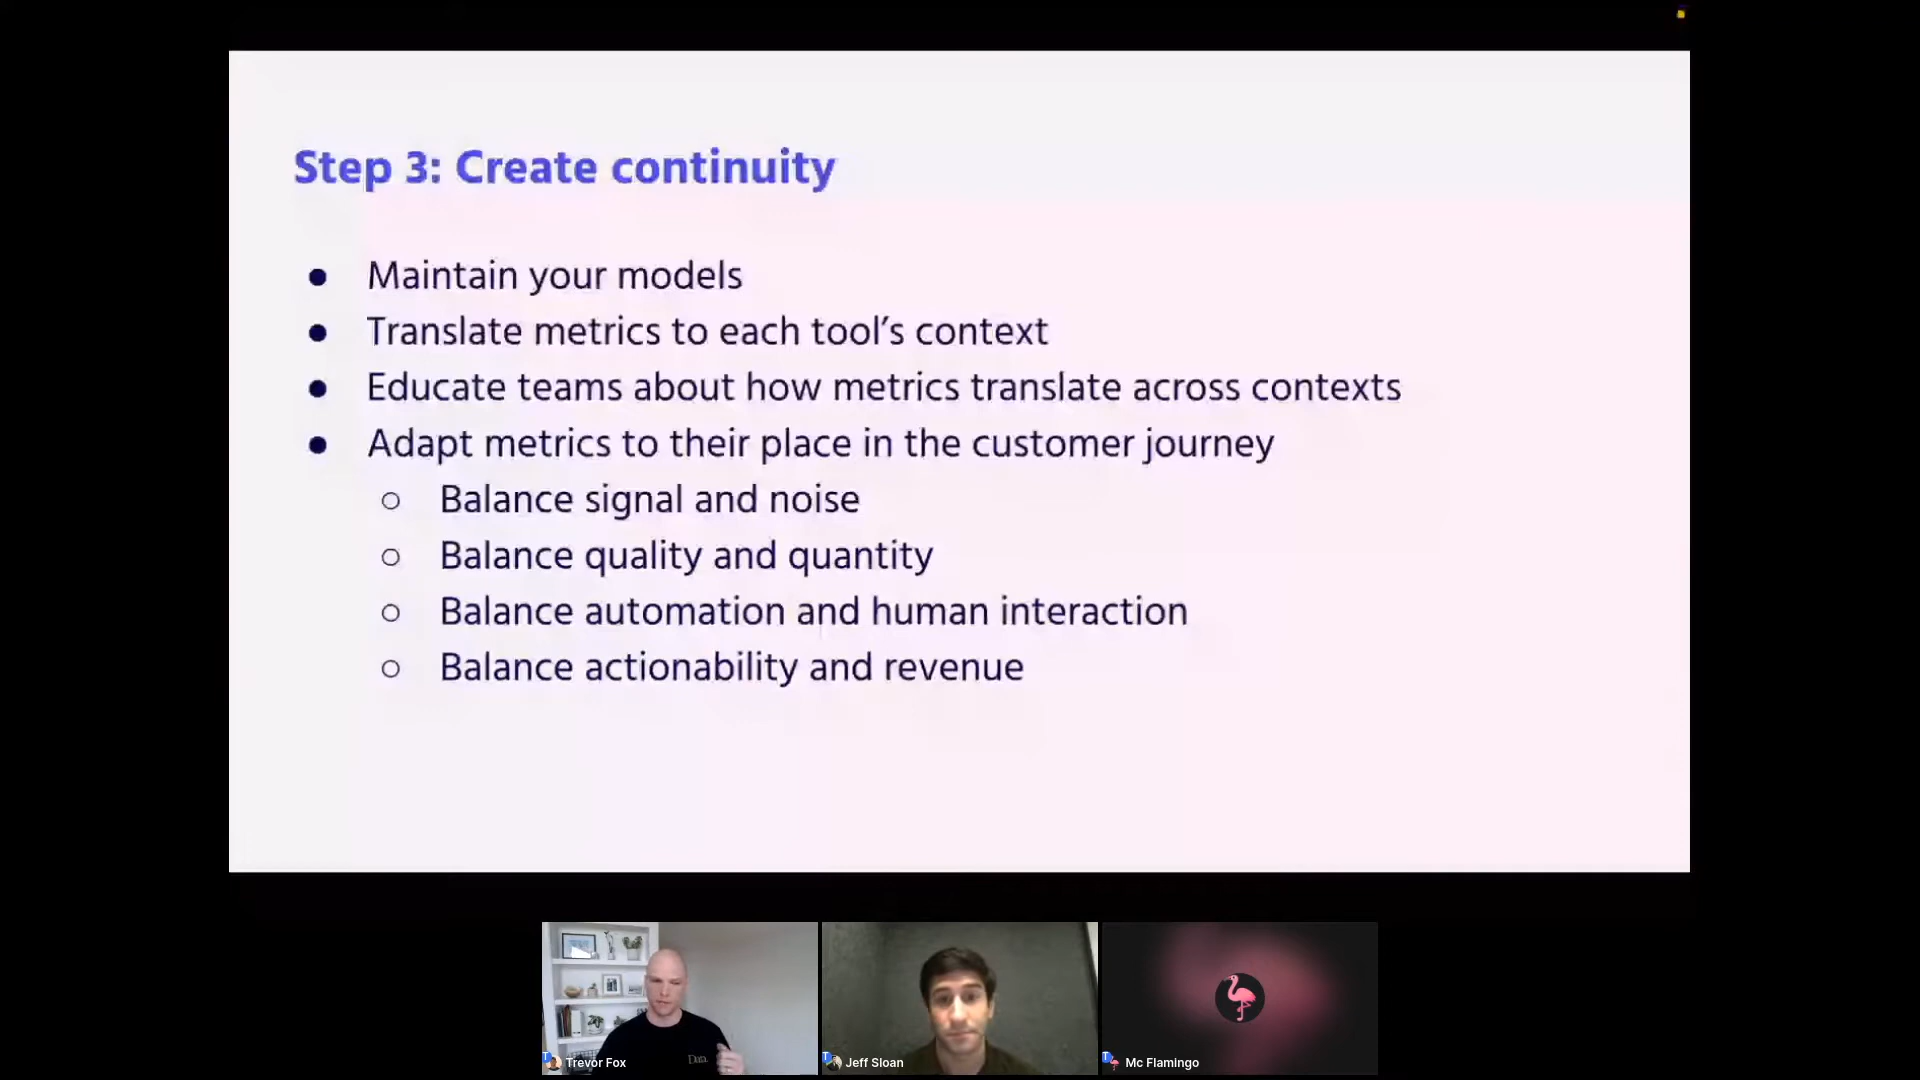 Step 3: Create continuity
● Maintain your models
● Translate metrics to each tool’s context
● Educate teams about how metrics translate across contexts
● Adapt metrics to their place in the customer journey
○ Balance signal and noise
○ Balance quality and quantity
○ Balance automation and human interaction
○ Balance actionability and revenue
Data.
Trevor Fox
Jeff Sloan
Mc Flamingo